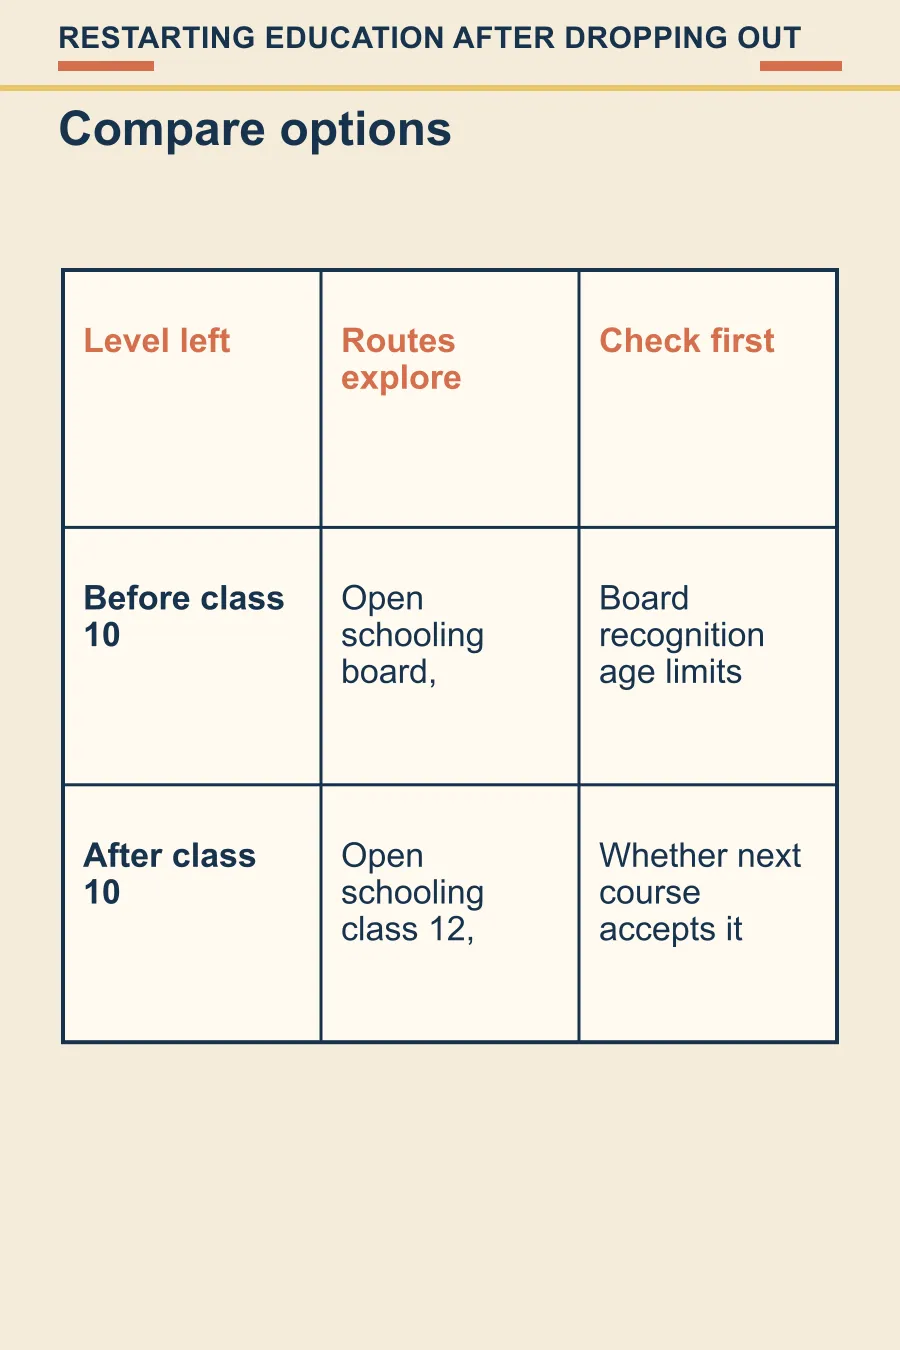 RESTARTING EDUCATION AFTER DROPPING OUT
Compare options
Level left
Routes
explore
Check first
Before class
10
Open
schooling
board,
Board
recognition
age limits
After class
10
Open
schooling
class 12,
Whether next
course
accepts it